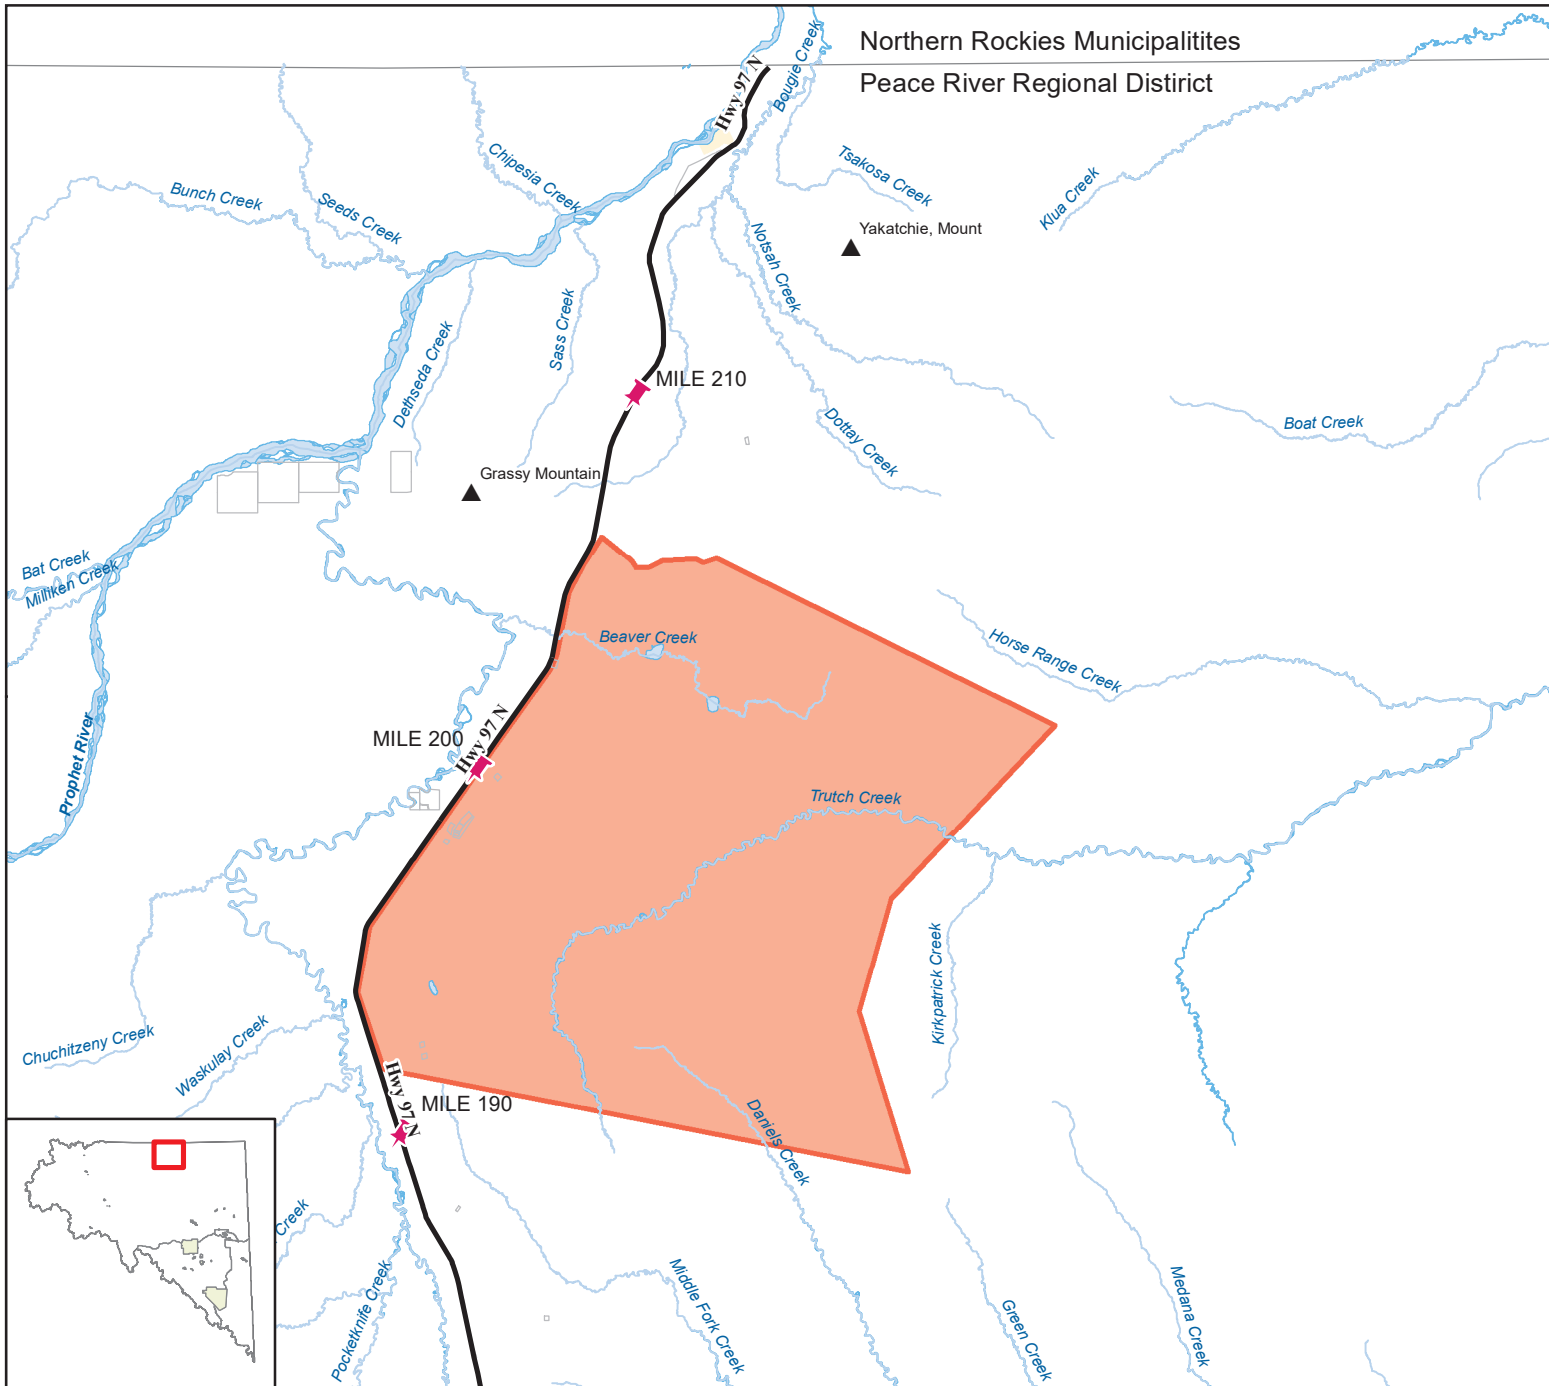 Northern Rockies Municipalitites
Peace River Regional Distirict
Hwy 97 N
Bougie Creek
Chipesia Creek
Tsakosa Creek
Klua Creek
Bunch Creek
Seeds Creek
Yakatchie, Mount
Notsah Creek
Sass Creek
Dethseda Creek
MILE 210
Dottay Creek
Boat Creek
Grassy Mountain
Bat Creek
Milliken Creek
Beaver Creek
Horse Range Creek
Prophet River
MILE 200
Hwy 97 N
Trutch Creek
Kirkpatrick Creek
Chuchitzeny Creek
Waskulay Creek
Hwy 97 N
MILE 190
Daniels Creek
Creek
Pocketknife Creek
Middle Fork Creek
Green Creek
Medana Creek